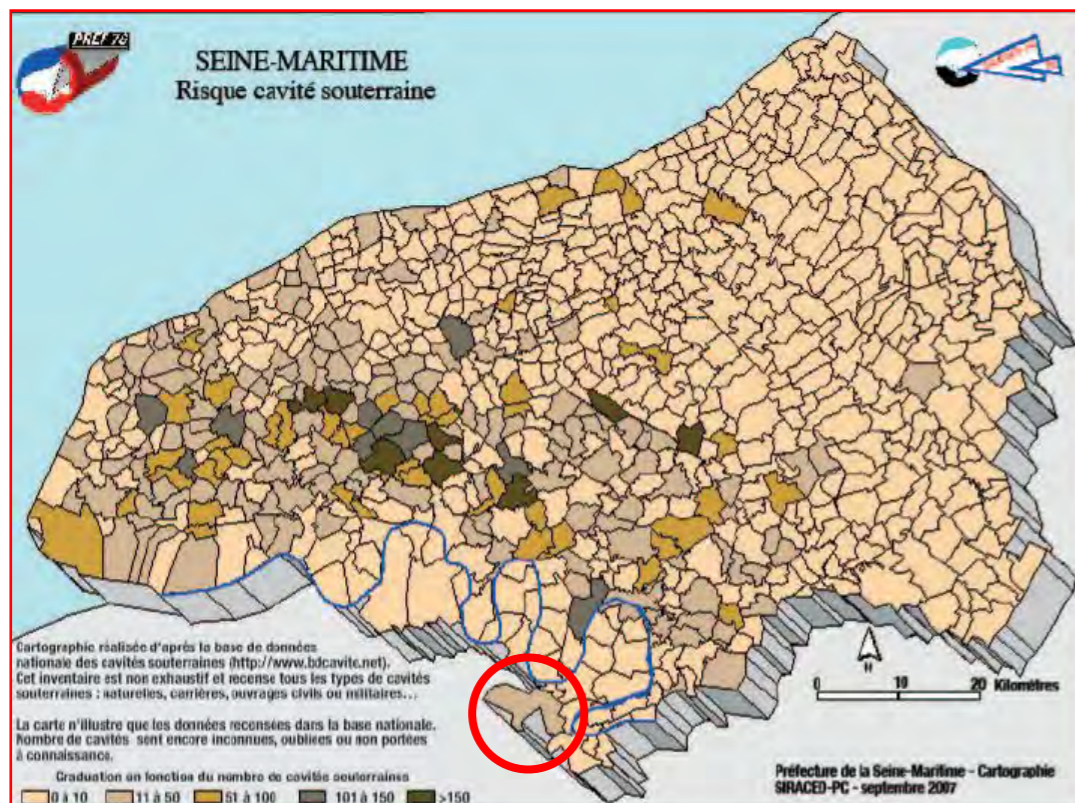 PREF 76
SEINE-MARITIME
Risque cavité souterraine
Cartographie réalisée d'après la base de données
nationale des cavités souterraines (http://www.bdcavite.net).
Cet inventaire est non exhaustif et recense tous les types de cavités
souterraines : naturelles, carrières, ouvrages civils ou militaires...
La carte n'illustre que les données recensées dans la base nationale.
Nombre de cavités sont encore inconnues, oubliées ou non portées
à connaissance.
Graduation en fonction du nombre de cavités souterraines
0 à 10 11 à 50 51 à 100 101 à 150 >150
N
0 10 20 Kilomètres
Préfecture de la Seine-Maritime - Cartographie
SIRACED-PC - septembre 2007